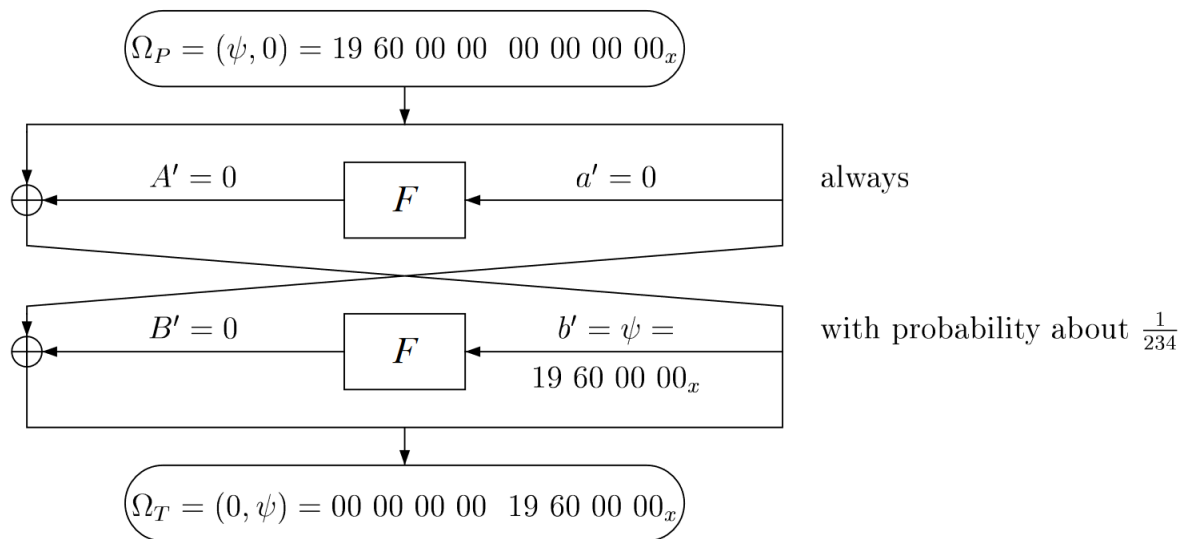 Ω_P = (ψ, 0) = 19 60 00 00 00 00 00 00_x
A′ = 0 F a′ = 0 always
B′ = 0 F b′ = ψ = with probability about 1/234
19 60 00 00_x
Ω_T = (0, ψ) = 00 00 00 00 19 60 00 00_x